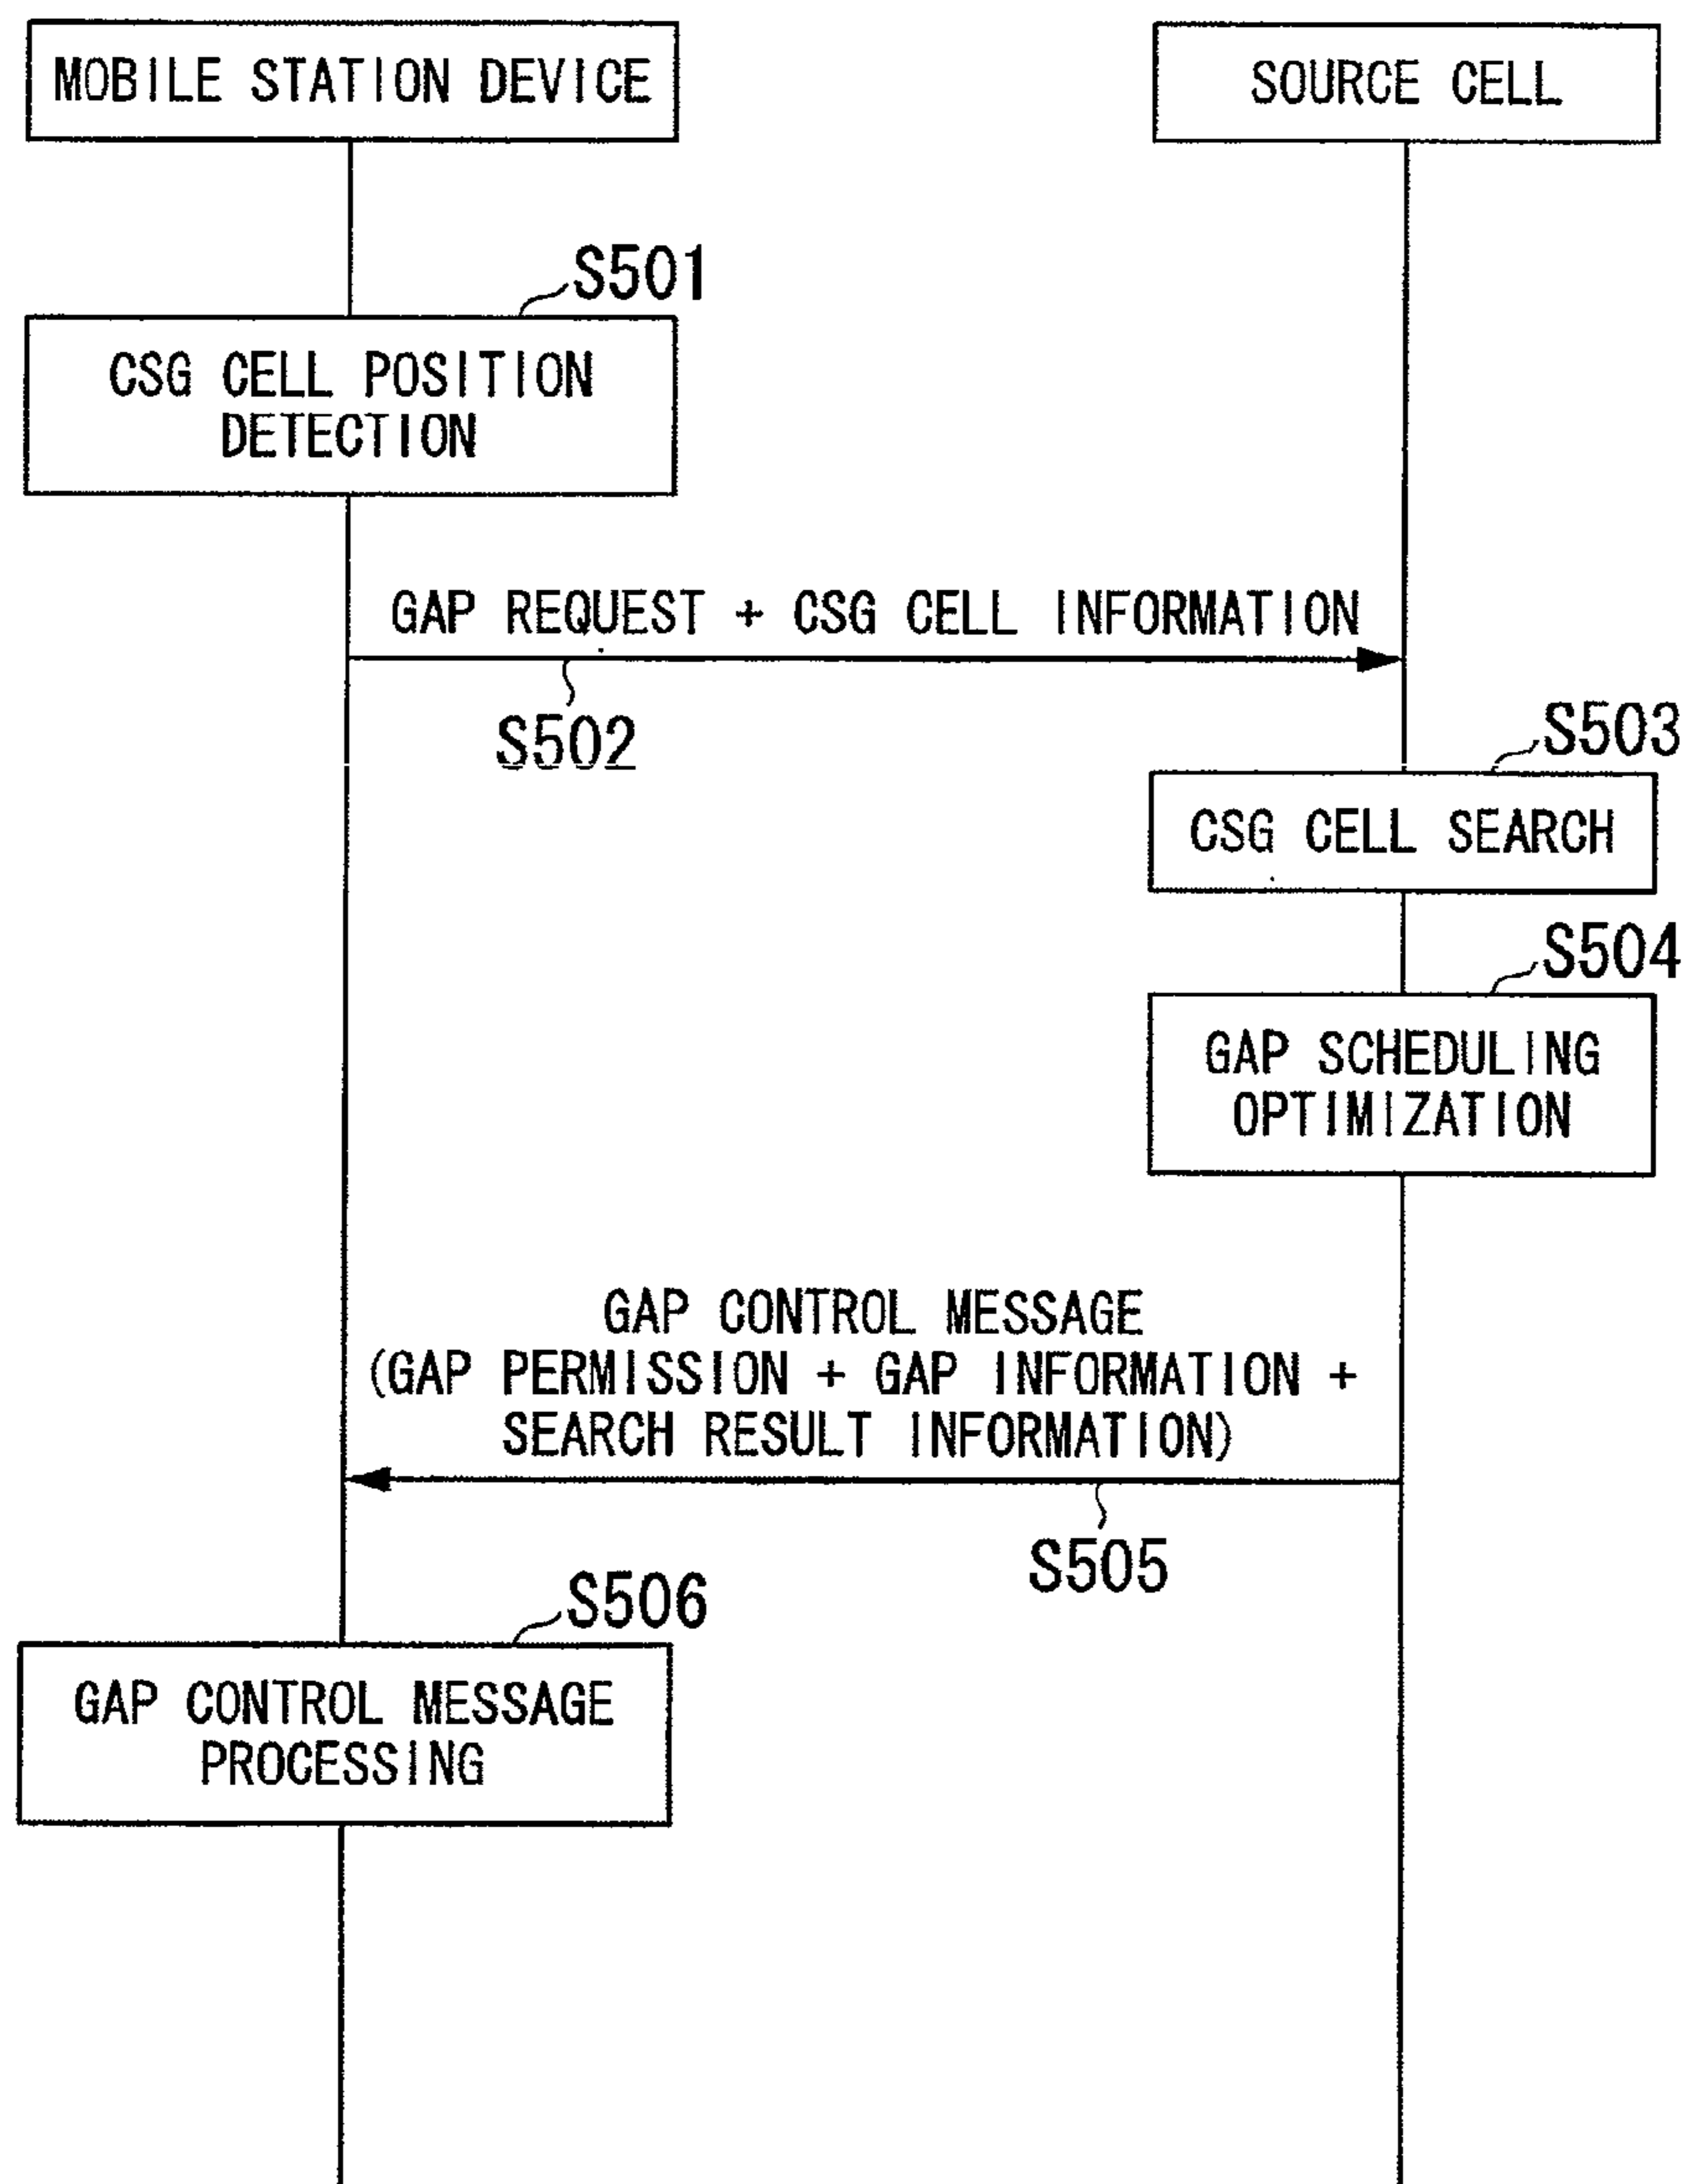 MOBILE STATION DEVICE
SOURCE CELL
S501
CSG CELL POSITION
DETECTION
GAP REQUEST + CSG CELL INFORMATION
S502
S503
CSG CELL SEARCH
S504
GAP SCHEDULING
OPTIMIZATION
GAP CONTROL MESSAGE
(GAP PERMISSION + GAP INFORMATION +
SEARCH RESULT INFORMATION)
S505
S506
GAP CONTROL MESSAGE
PROCESSING